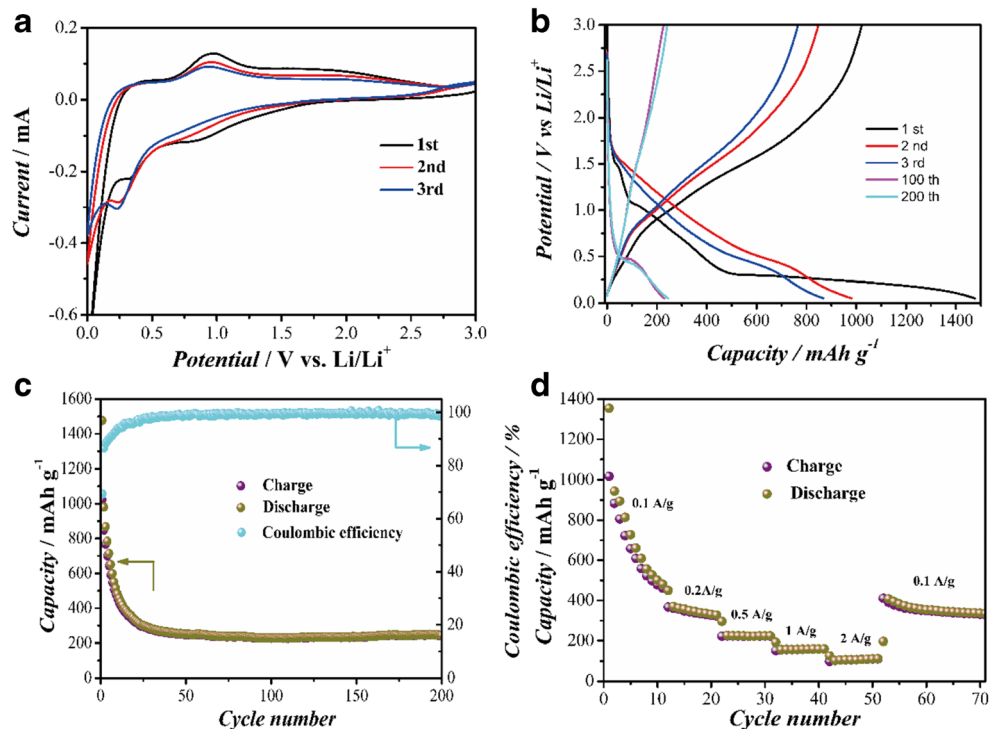 a
0.2
0.0
-0.2
-0.4
-0.6
Current / mA
1st
2nd
3rd
0.0 0.5 1.0 1.5 2.0 2.5 3.0
Potential / V vs. Li/Li+
b
3.0
2.5
2.0
1.5
1.0
0.5
0.0
Potential / V vs Li/Li+
1 st
2 nd
3 rd
100 th
200 th
0 200 400 600 800 1000 1200 1400
Capacity / mAh g-1
c
1600
1400
1200
1000
800
600
400
200
0
Capacity / mAh g-1
Charge
Discharge
Coulombic efficiency
100
80
60
40
20
0
Coulombic efficiency / %
0 50 100 150 200
Cycle number
d
1400
1200
1000
800
600
400
200
0
Capacity / mAh g-1
Charge
Discharge
0.1 A/g
0.2A/g
0.5 A/g
1 A/g
2 A/g
0.1 A/g
0 10 20 30 40 50 60 70
Cycle number